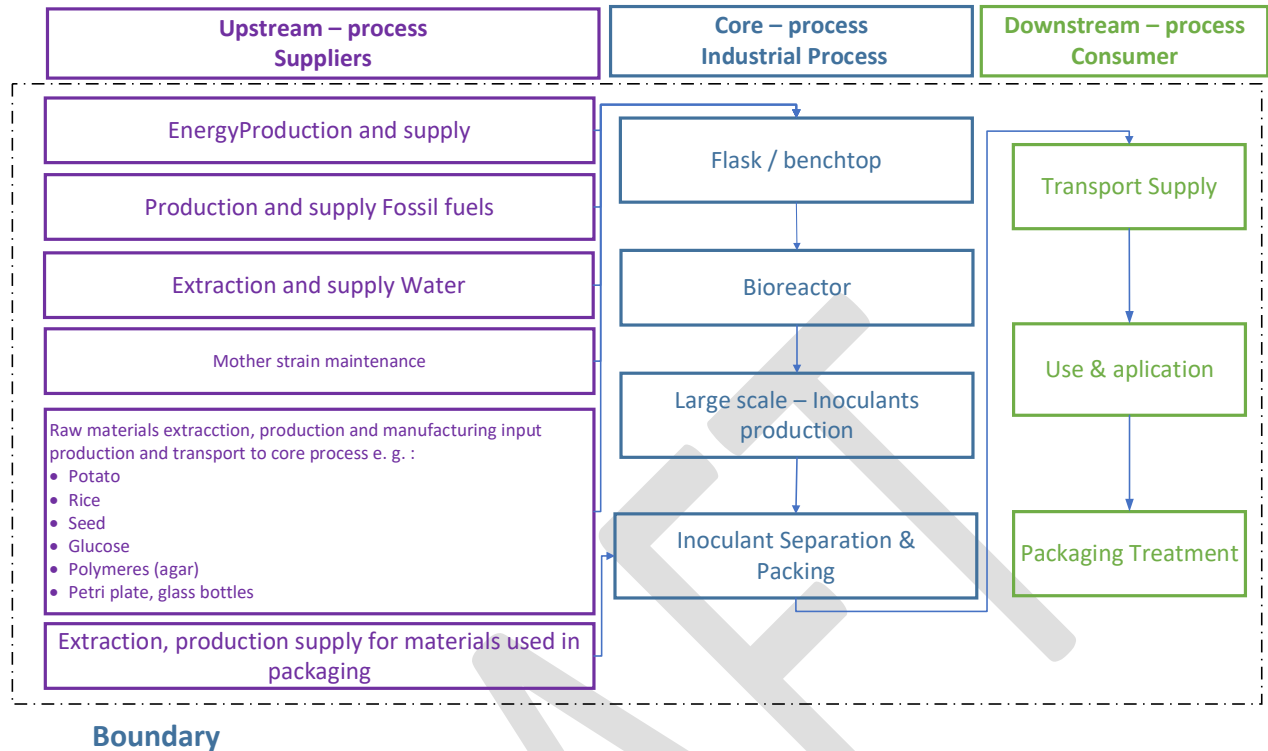 Upstream – process
Suppliers
Core – process
Industrial Process
Downstream – process
Consumer
EnergyProduction and supply
Production and supply Fossil fuels
Extraction and supply Water
Mother strain maintenance
Raw materials extracction, production and manufacturing input
production and transport to core process e. g. :
• Potato
• Rice
• Seed
• Glucose
• Polymeres (agar)
• Petri plate, glass bottles
Extraction, production supply for materials used in
packaging
Flask / benchtop
Bioreactor
Large scale – Inoculants
production
Inoculant Separation &
Packing
Transport Supply
Use & aplication
Packaging Treatment
Boundary